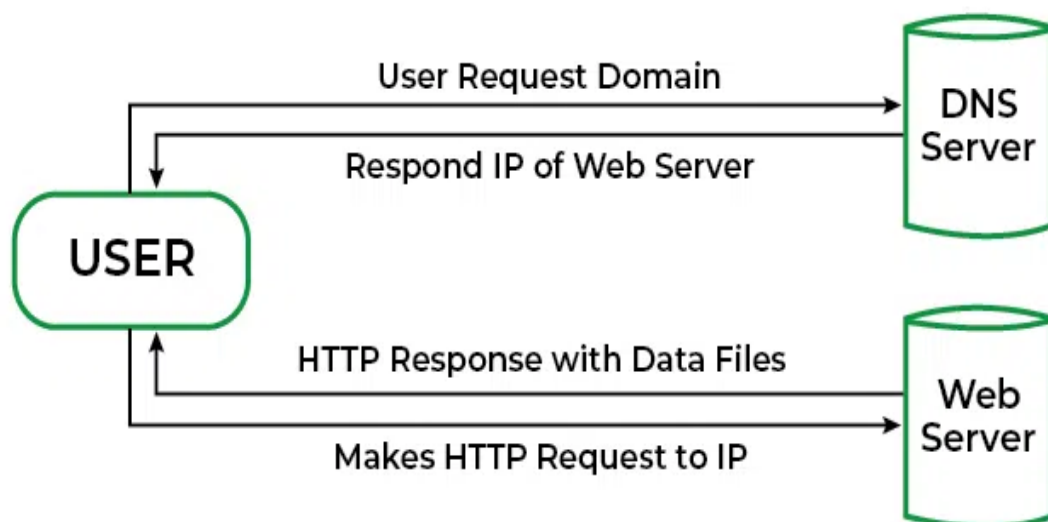 User Request Domain
DNS
Server
Respond IP of Web Server
USER
HTTP Response with Data Files
Web
Server
Makes HTTP Request to IP